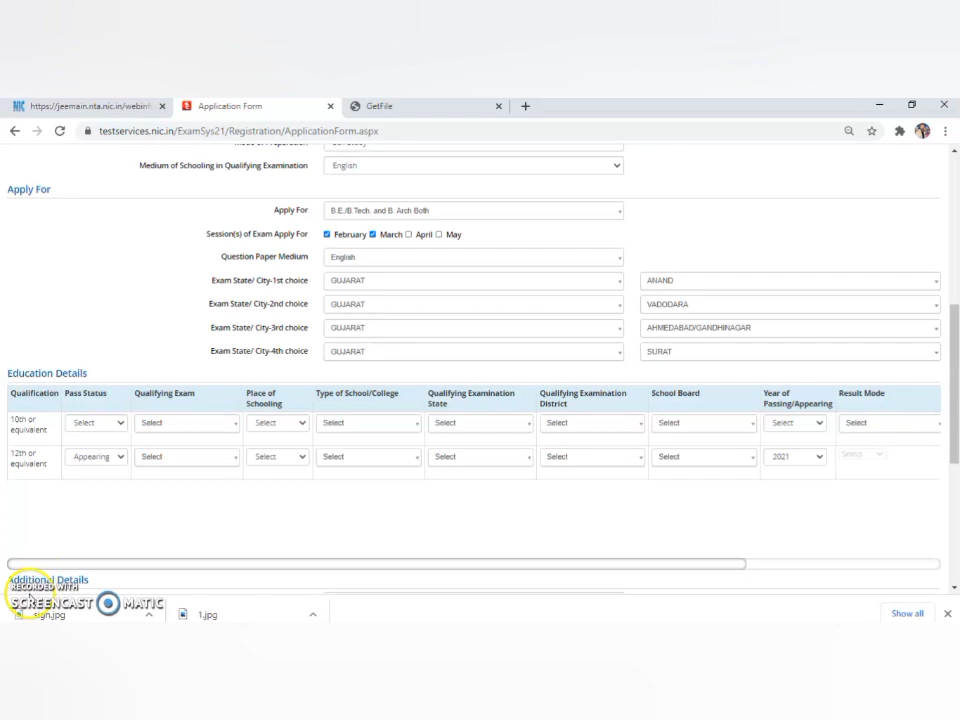 https://jeemain.nta.nic.in/webinf
Application Form
GetFile
testservices.nic.in/ExamSys21/Registration/ApplicationForm.aspx
Medium of Schooling in Qualifying Examination English
Apply For
Apply For B.E./B.Tech. and B. Arch Both
Session(s) of Exam Apply For February March April May
Question Paper Medium English
Exam State/ City-1st choice GUJARAT ANAND
Exam State/ City-2nd choice GUJARAT VADODARA
Exam State/ City-3rd choice GUJARAT AHMEDABAD/GANDHINAGAR
Exam State/ City-4th choice GUJARAT SURAT
Education Details
Qualification Pass Status Qualifying Exam Place of Schooling Type of School/College Qualifying Examination State Qualifying Examination District School Board Year of Passing/Appearing Result Mode
10th or equivalent Select Select Select Select Select Select Select Select Select
12th or equivalent Appearing Select Select Select Select Select Select 2021 Select
Additional Details
RECORDED WITH
SCREENCAST MATIC
sign.jpg
1.jpg
Show all